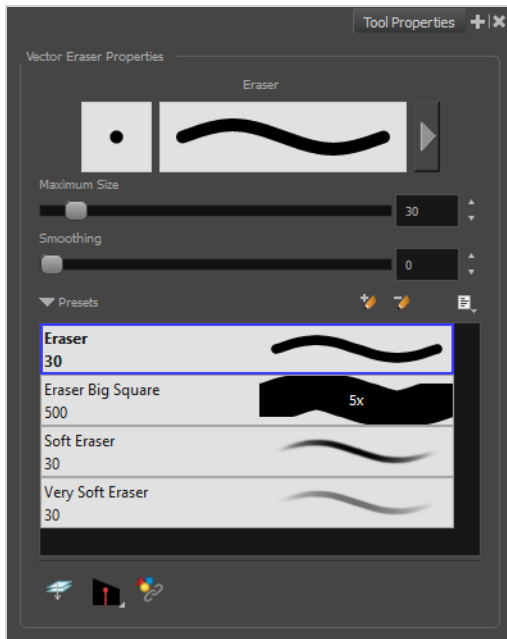 Tool Properties
Vector Eraser Properties
Eraser
Maximum Size
30
Smoothing
0
Presets
Eraser
30
Eraser Big Square
500
5x
Soft Eraser
30
Very Soft Eraser
30